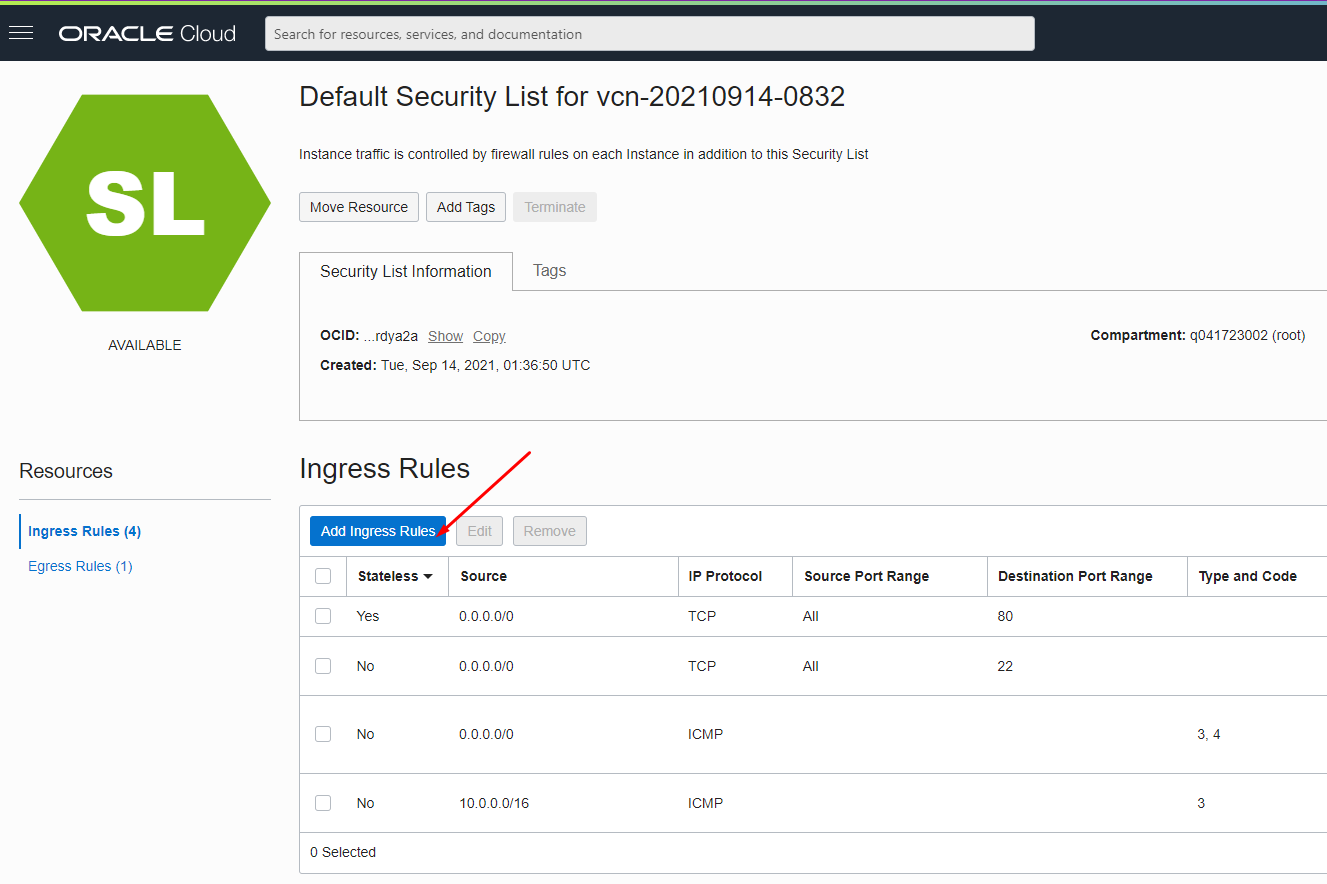 ORACLE Cloud
Search for resources, services, and documentation
SL
AVAILABLE
Default Security List for vcn-20210914-0832
Instance traffic is controlled by firewall rules on each Instance in addition to this Security List
Move Resource Add Tags Terminate
Security List Information Tags
OCID: ...rdya2a Show Copy
Compartment: q041723002 (root)
Created: Tue, Sep 14, 2021, 01:36:50 UTC
Resources
Ingress Rules (4)
Egress Rules (1)
Ingress Rules
Add Ingress Rules Edit Remove
Stateless Source IP Protocol Source Port Range Destination Port Range Type and Code
Yes 0.0.0.0/0 TCP All 80
No 0.0.0.0/0 TCP All 22
No 0.0.0.0/0 ICMP 3, 4
No 10.0.0.0/16 ICMP 3
0 Selected